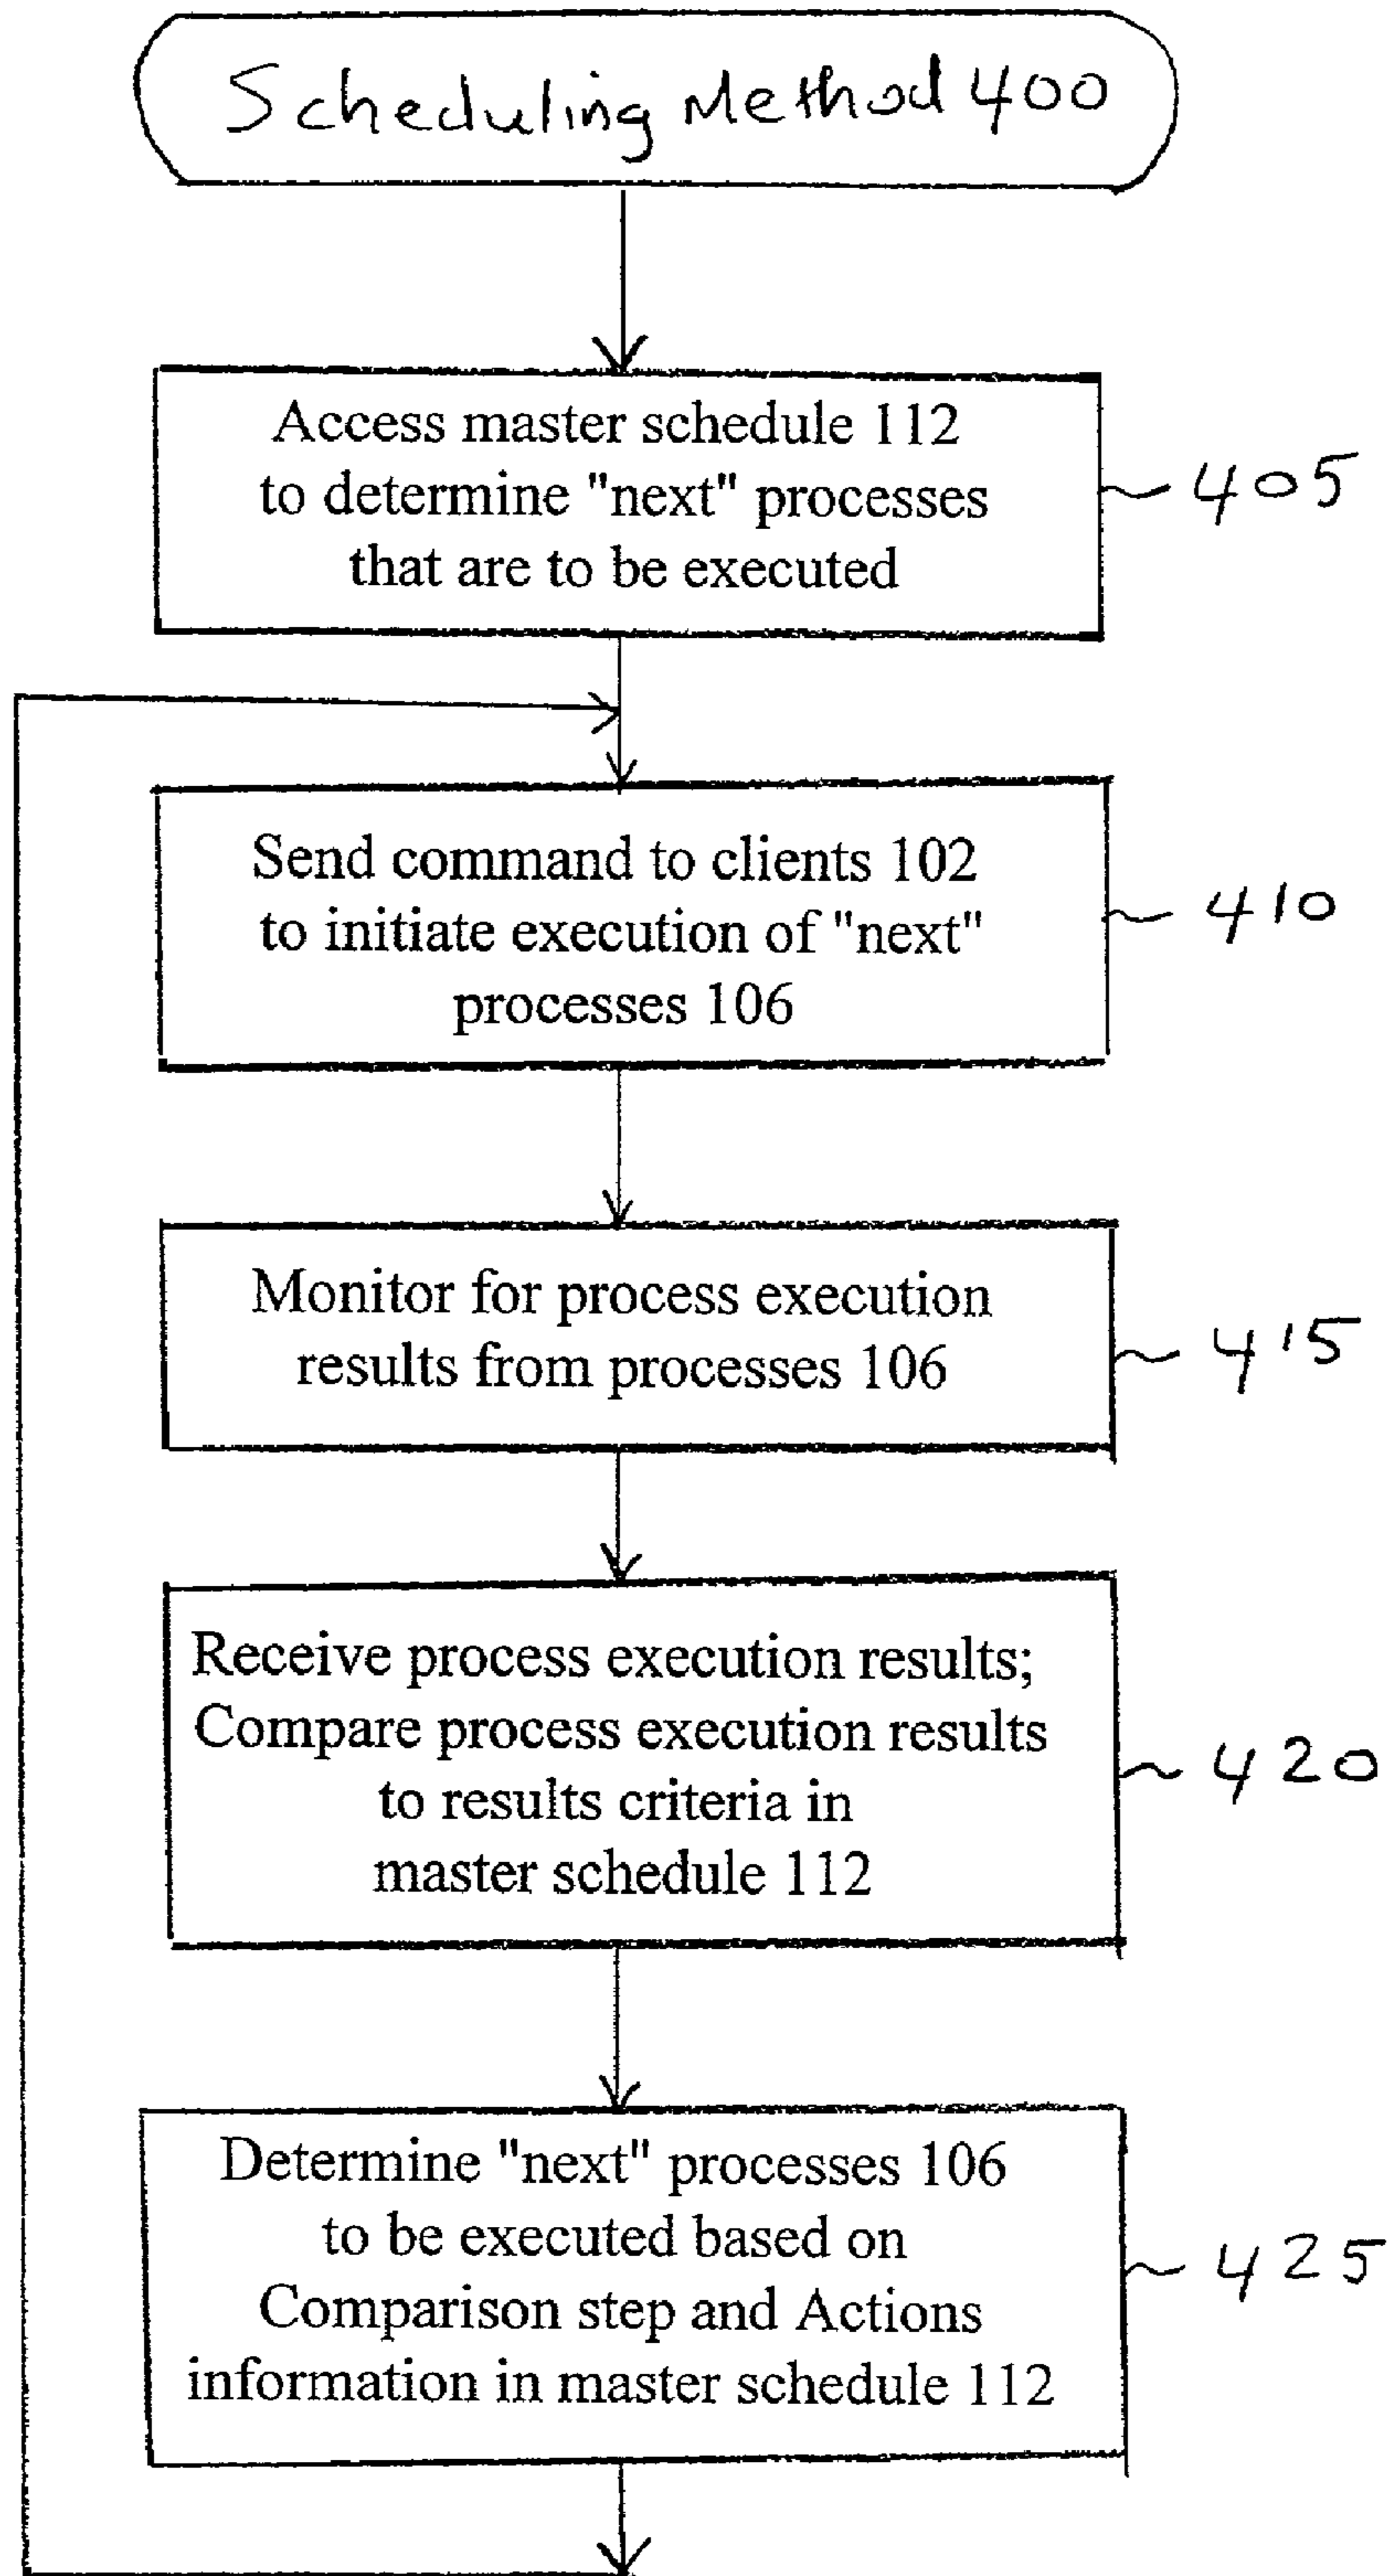 Scheduling Method 400
Access master schedule 112
to determine "next" processes
that are to be executed
405
Send command to clients 102
to initiate execution of "next"
processes 106
410
Monitor for process execution
results from processes 106
415
Receive process execution results;
Compare process execution results
to results criteria in
master schedule 112
420
Determine "next" processes 106
to be executed based on
Comparison step and Actions
information in master schedule 112
425